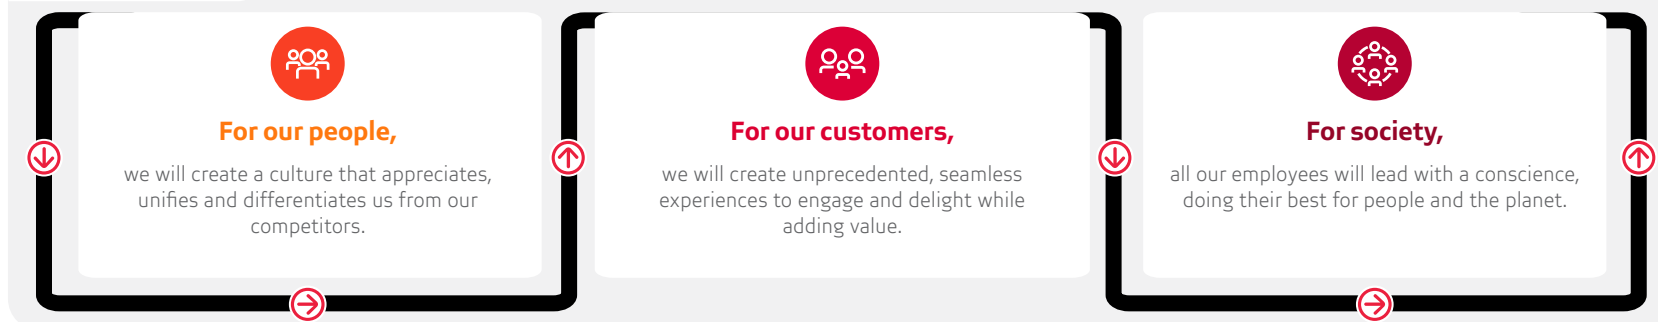 For our people,
we will create a culture that appreciates,
unifies and differentiates us from our
competitors.
For our customers,
we will create unprecedented, seamless
experiences to engage and delight while
adding value.
For society,
all our employees will lead with a conscience,
doing their best for people and the planet.